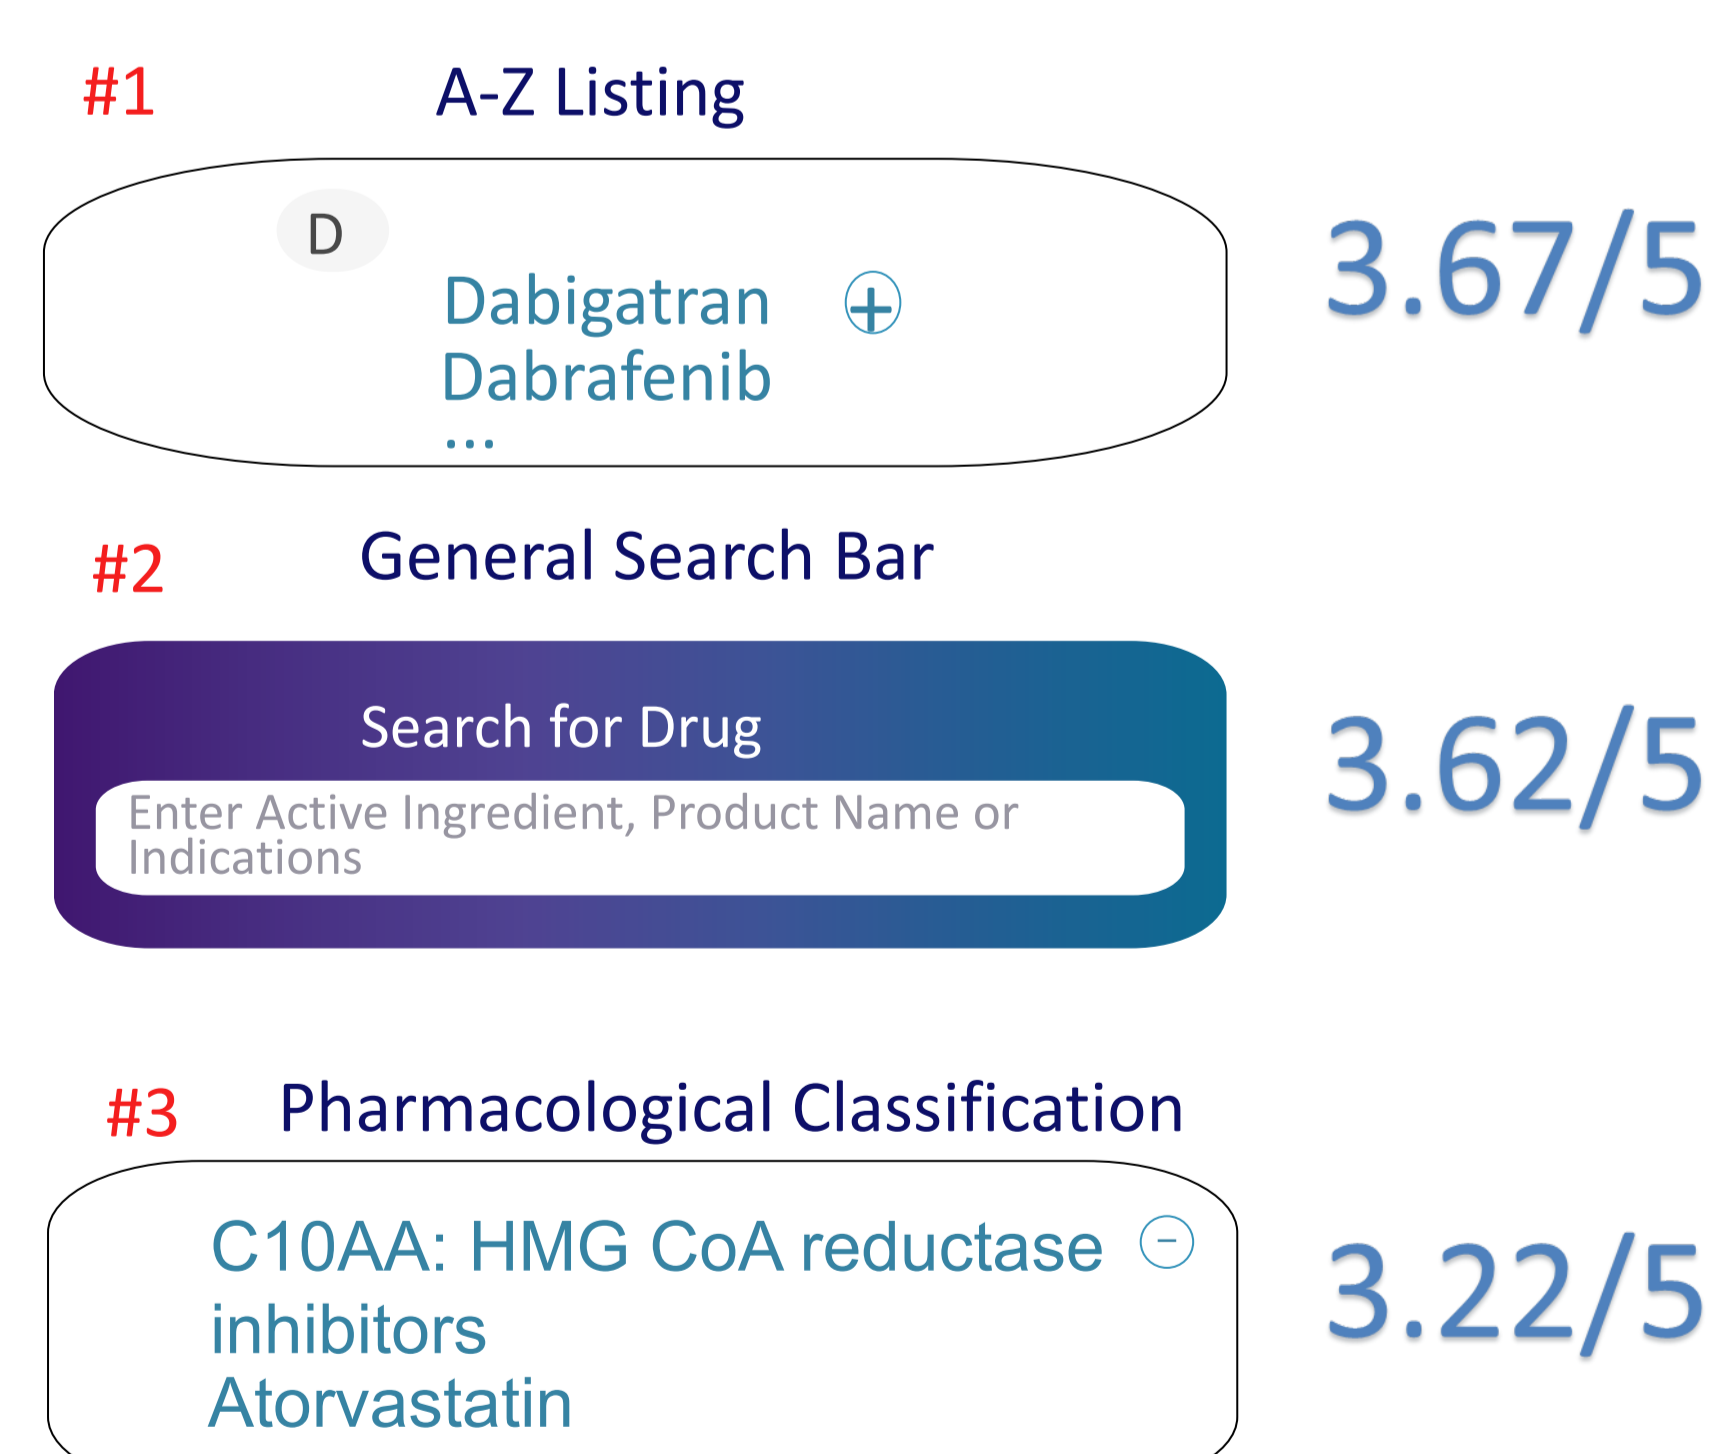 #1 A-Z Listing
D
Dabigatran +
3.67/5
Dabrafenib
...
#2 General Search Bar
Search for Drug
3.62/5
Enter Active Ingredient, Product Name or
Indications
#3 Pharmacological Classification
C10AA: HMG CoA reductase −
inhibitors
3.22/5
Atorvastatin